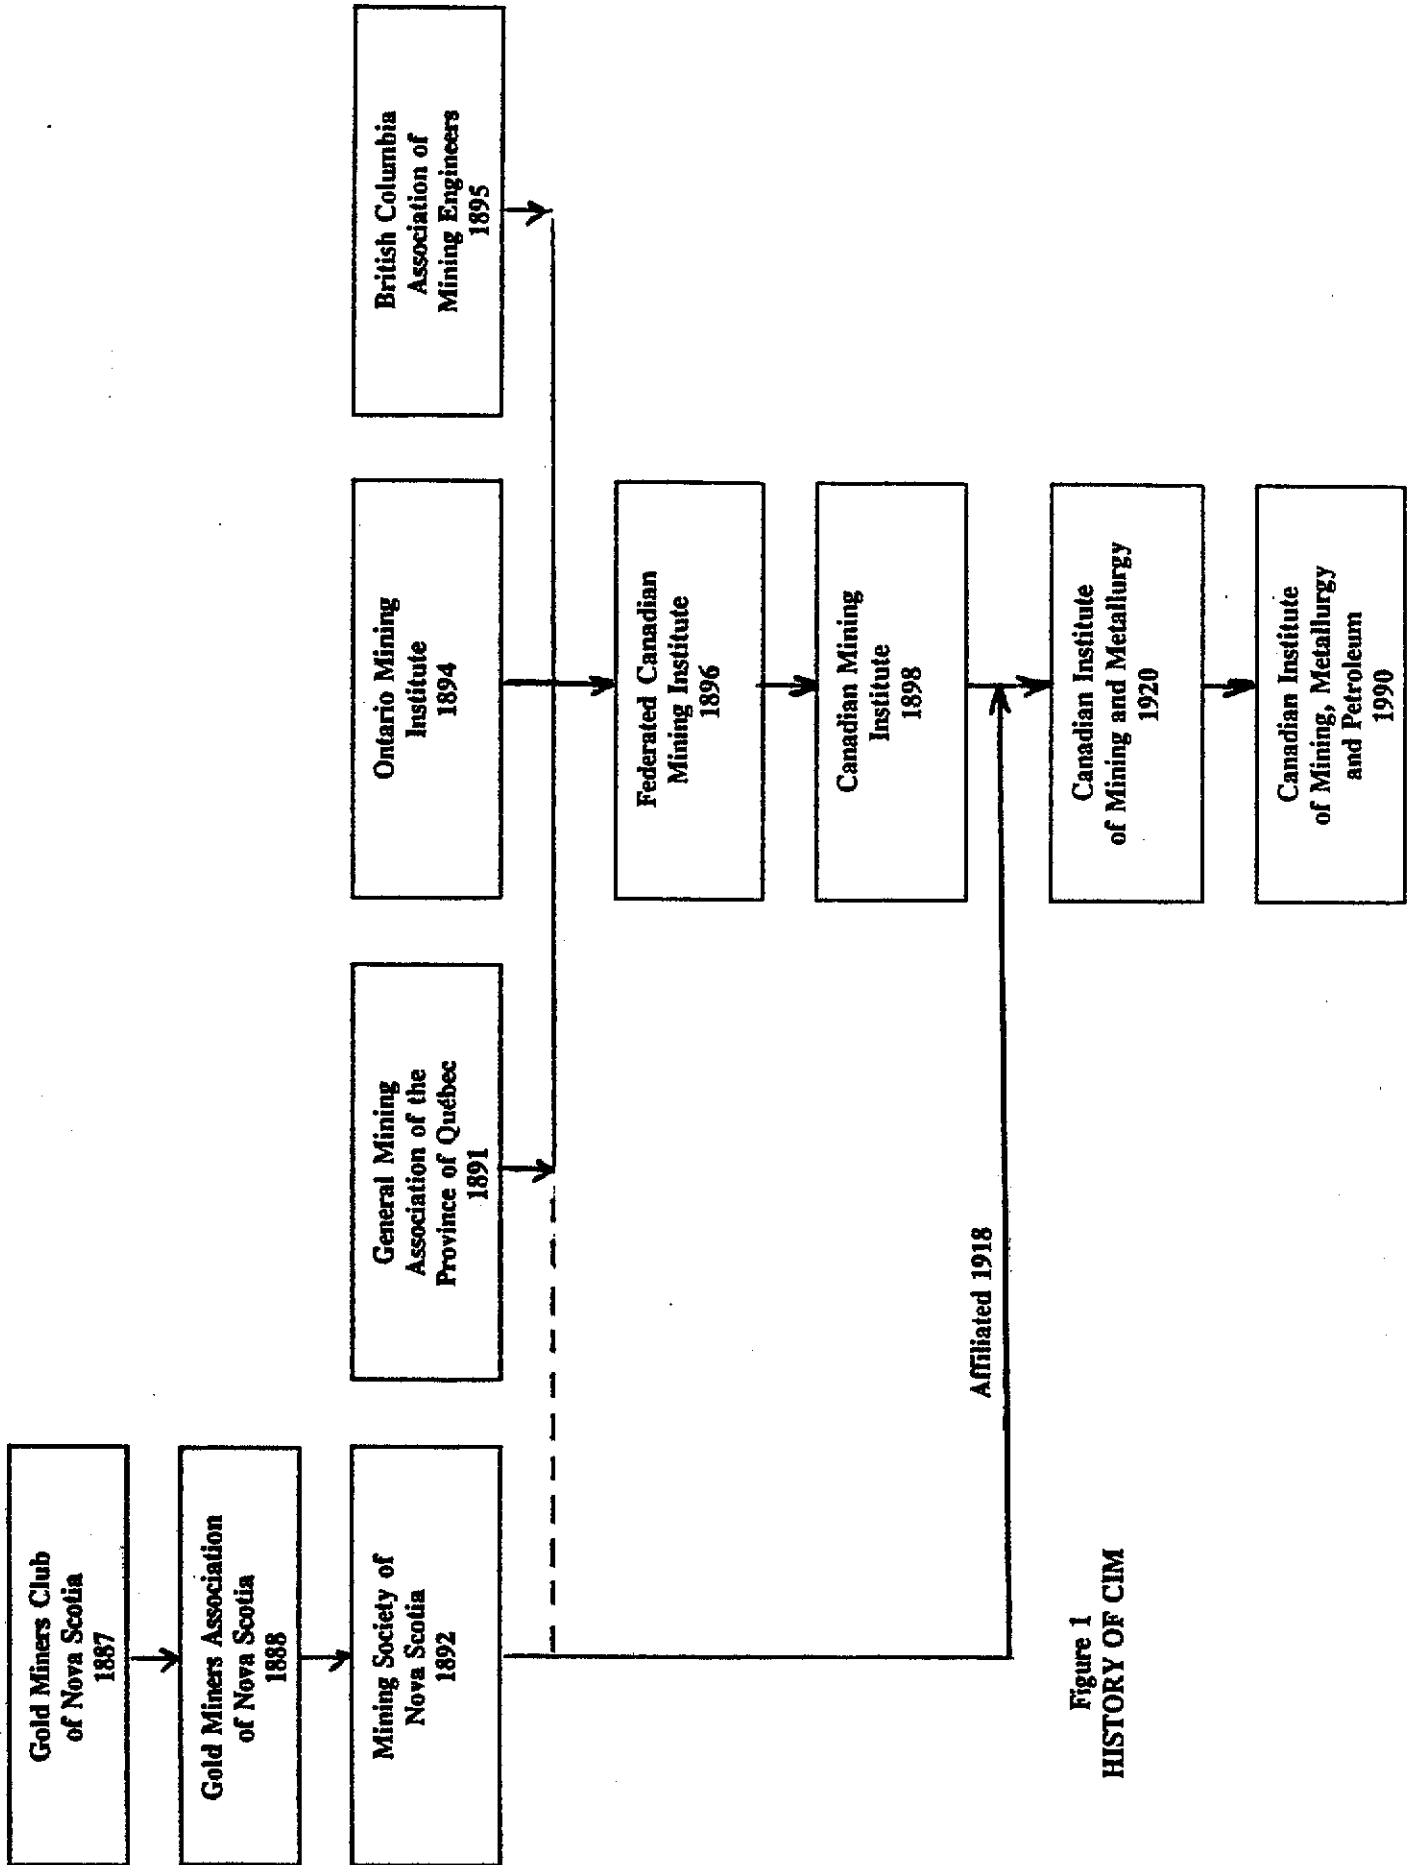 Gold Miners Club
of Nova Scotia
1887
Gold Miners Association
of Nova Scotia
1888
Mining Society of
Nova Scotia
1892
General Mining
Association of the
Province of Québec
1891
Ontario Mining
Institute
1894
British Columbia
Association of
Mining Engineers
1895
Federated Canadian
Mining Institute
1896
Canadian Mining
Institute
1898
Affiliated 1918
Canadian Institute
of Mining and Metallurgy
1920
Canadian Institute
of Mining, Metallurgy
and Petroleum
1990
Figure 1
HISTORY OF CIM